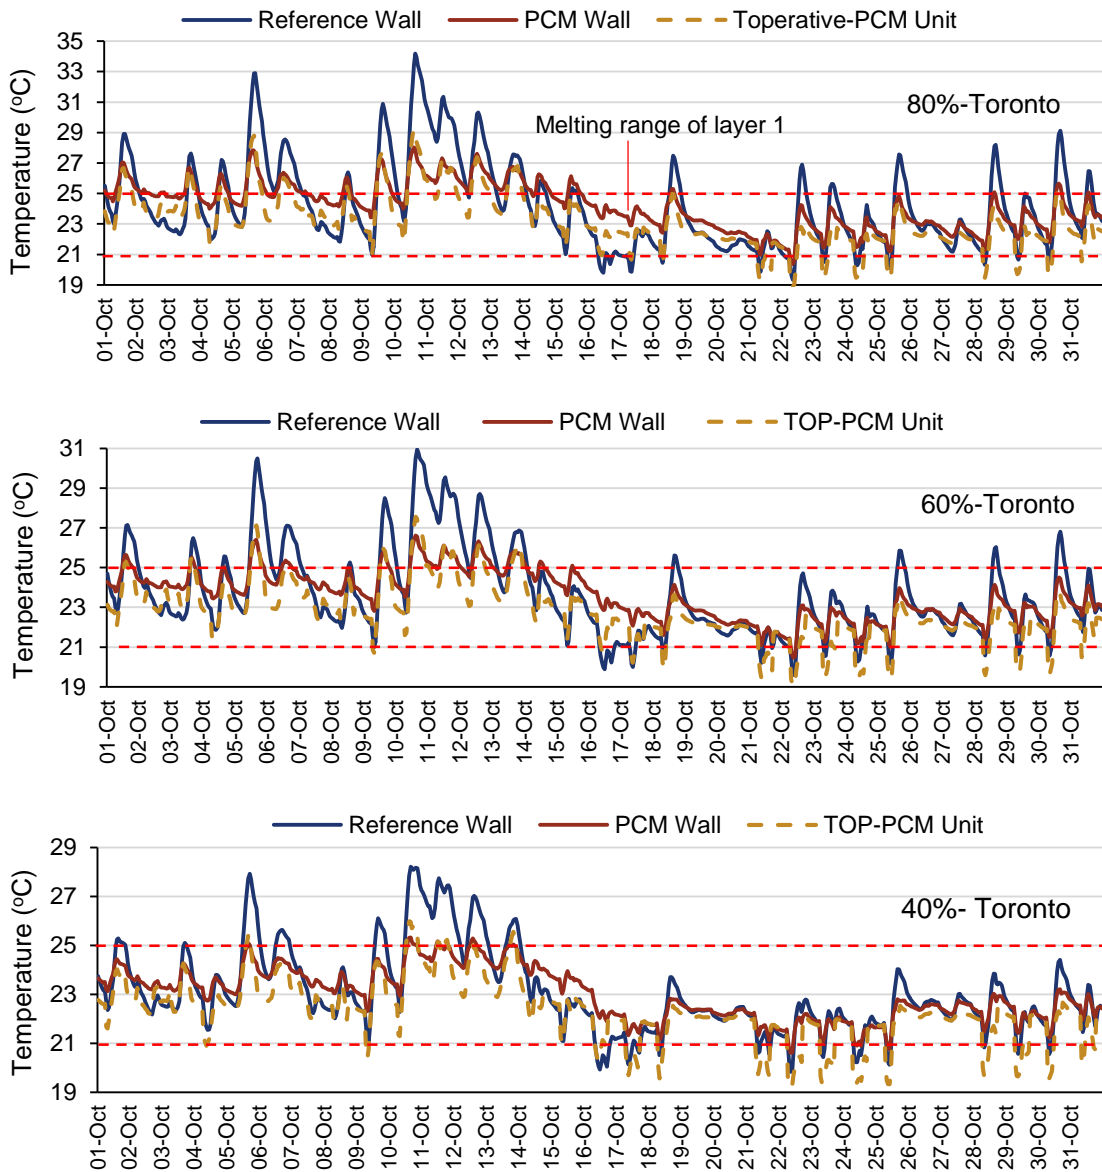 Reference Wall PCM Wall Toperative-PCM Unit
Temperature (oC)
35
33
31
29
27
25
23
21
19
80%-Toronto
Melting range of layer 1
01-Oct 02-Oct 03-Oct 04-Oct 05-Oct 06-Oct 07-Oct 08-Oct 09-Oct 10-Oct 11-Oct 12-Oct 13-Oct 14-Oct 15-Oct 16-Oct 17-Oct 18-Oct 19-Oct 20-Oct 21-Oct 22-Oct 23-Oct 24-Oct 25-Oct 26-Oct 27-Oct 28-Oct 29-Oct 30-Oct 31-Oct
Reference Wall PCM Wall TOP-PCM Unit
Temperature (oC)
31
29
27
25
23
21
19
60%-Toronto
01-Oct 02-Oct 03-Oct 04-Oct 05-Oct 06-Oct 07-Oct 08-Oct 09-Oct 10-Oct 11-Oct 12-Oct 13-Oct 14-Oct 15-Oct 16-Oct 17-Oct 18-Oct 19-Oct 20-Oct 21-Oct 22-Oct 23-Oct 24-Oct 25-Oct 26-Oct 27-Oct 28-Oct 29-Oct 30-Oct 31-Oct
Reference Wall PCM Wall TOP-PCM Unit
Temperature (oC)
29
27
25
23
21
19
40%- Toronto
01-Oct 02-Oct 03-Oct 04-Oct 05-Oct 06-Oct 07-Oct 08-Oct 09-Oct 10-Oct 11-Oct 12-Oct 13-Oct 14-Oct 15-Oct 16-Oct 17-Oct 18-Oct 19-Oct 20-Oct 21-Oct 22-Oct 23-Oct 24-Oct 25-Oct 26-Oct 27-Oct 28-Oct 29-Oct 30-Oct 31-Oct